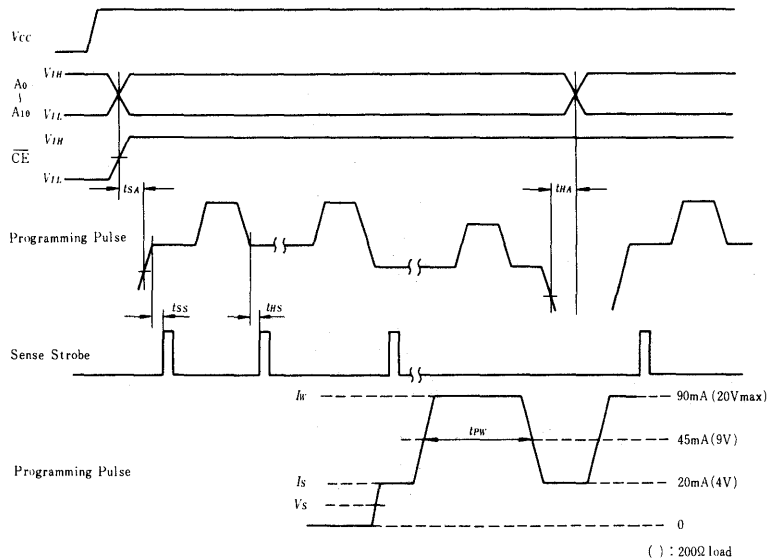 VCC
VIH
A0
≀
A10
VIL
VIH
CE
VIL
tSA
tHA
Programming Pulse
tSS
tHS
Sense Strobe
IW
90mA(20Vmax)
tPW
45mA(9V)
Programming Pulse
IS
20mA(4V)
VS
0
( ) : 200Ω load